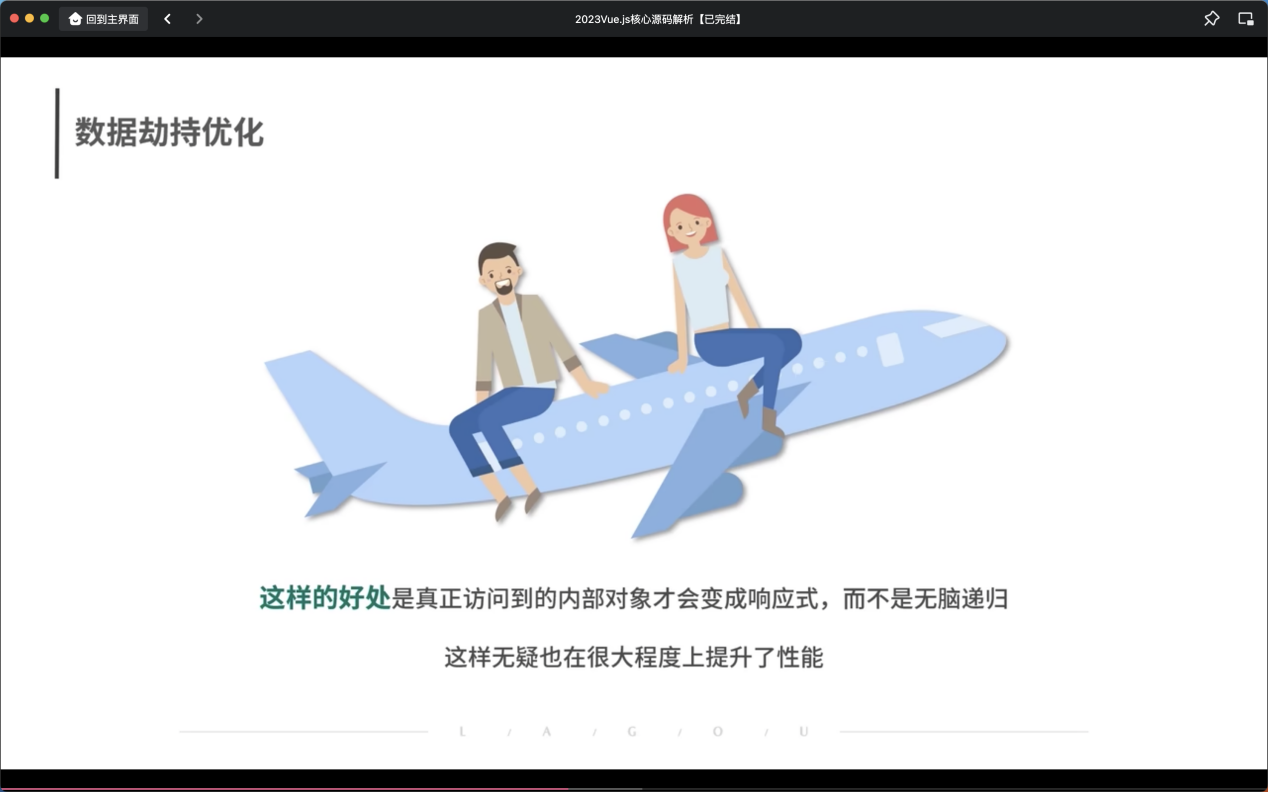 回到主界面
2023Vue.js核心源码解析【已完结】
数据劫持优化
这样的好处是真正访问到的内部对象才会变成响应式，而不是无脑递归
这样无疑也在很大程度上提升了性能
L / A / G / O / U